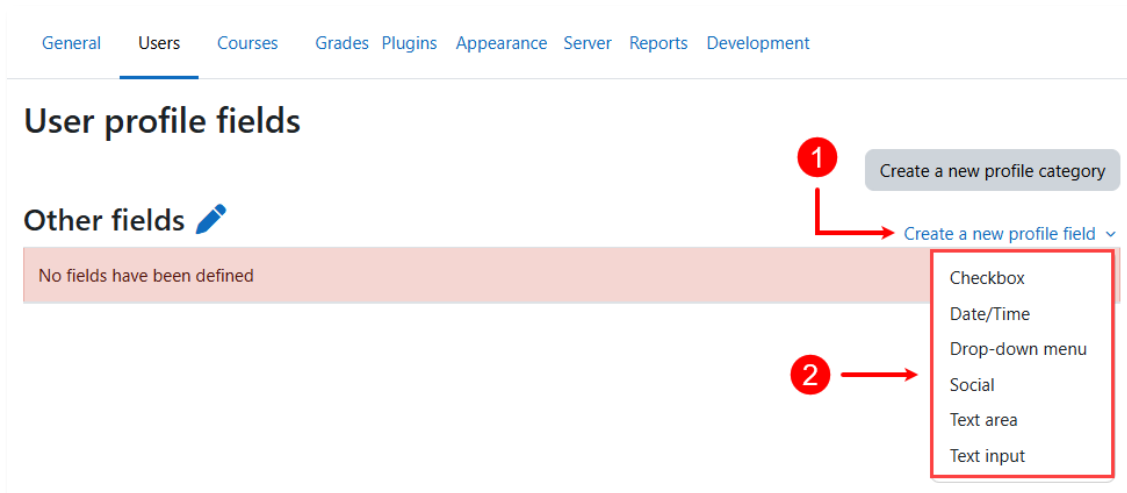 General Users Courses Grades Plugins Appearance Server Reports Development
User profile fields
1
Create a new profile category
Other fields
Create a new profile field
No fields have been defined
Checkbox
Date/Time
Drop-down menu
2
Social
Text area
Text input